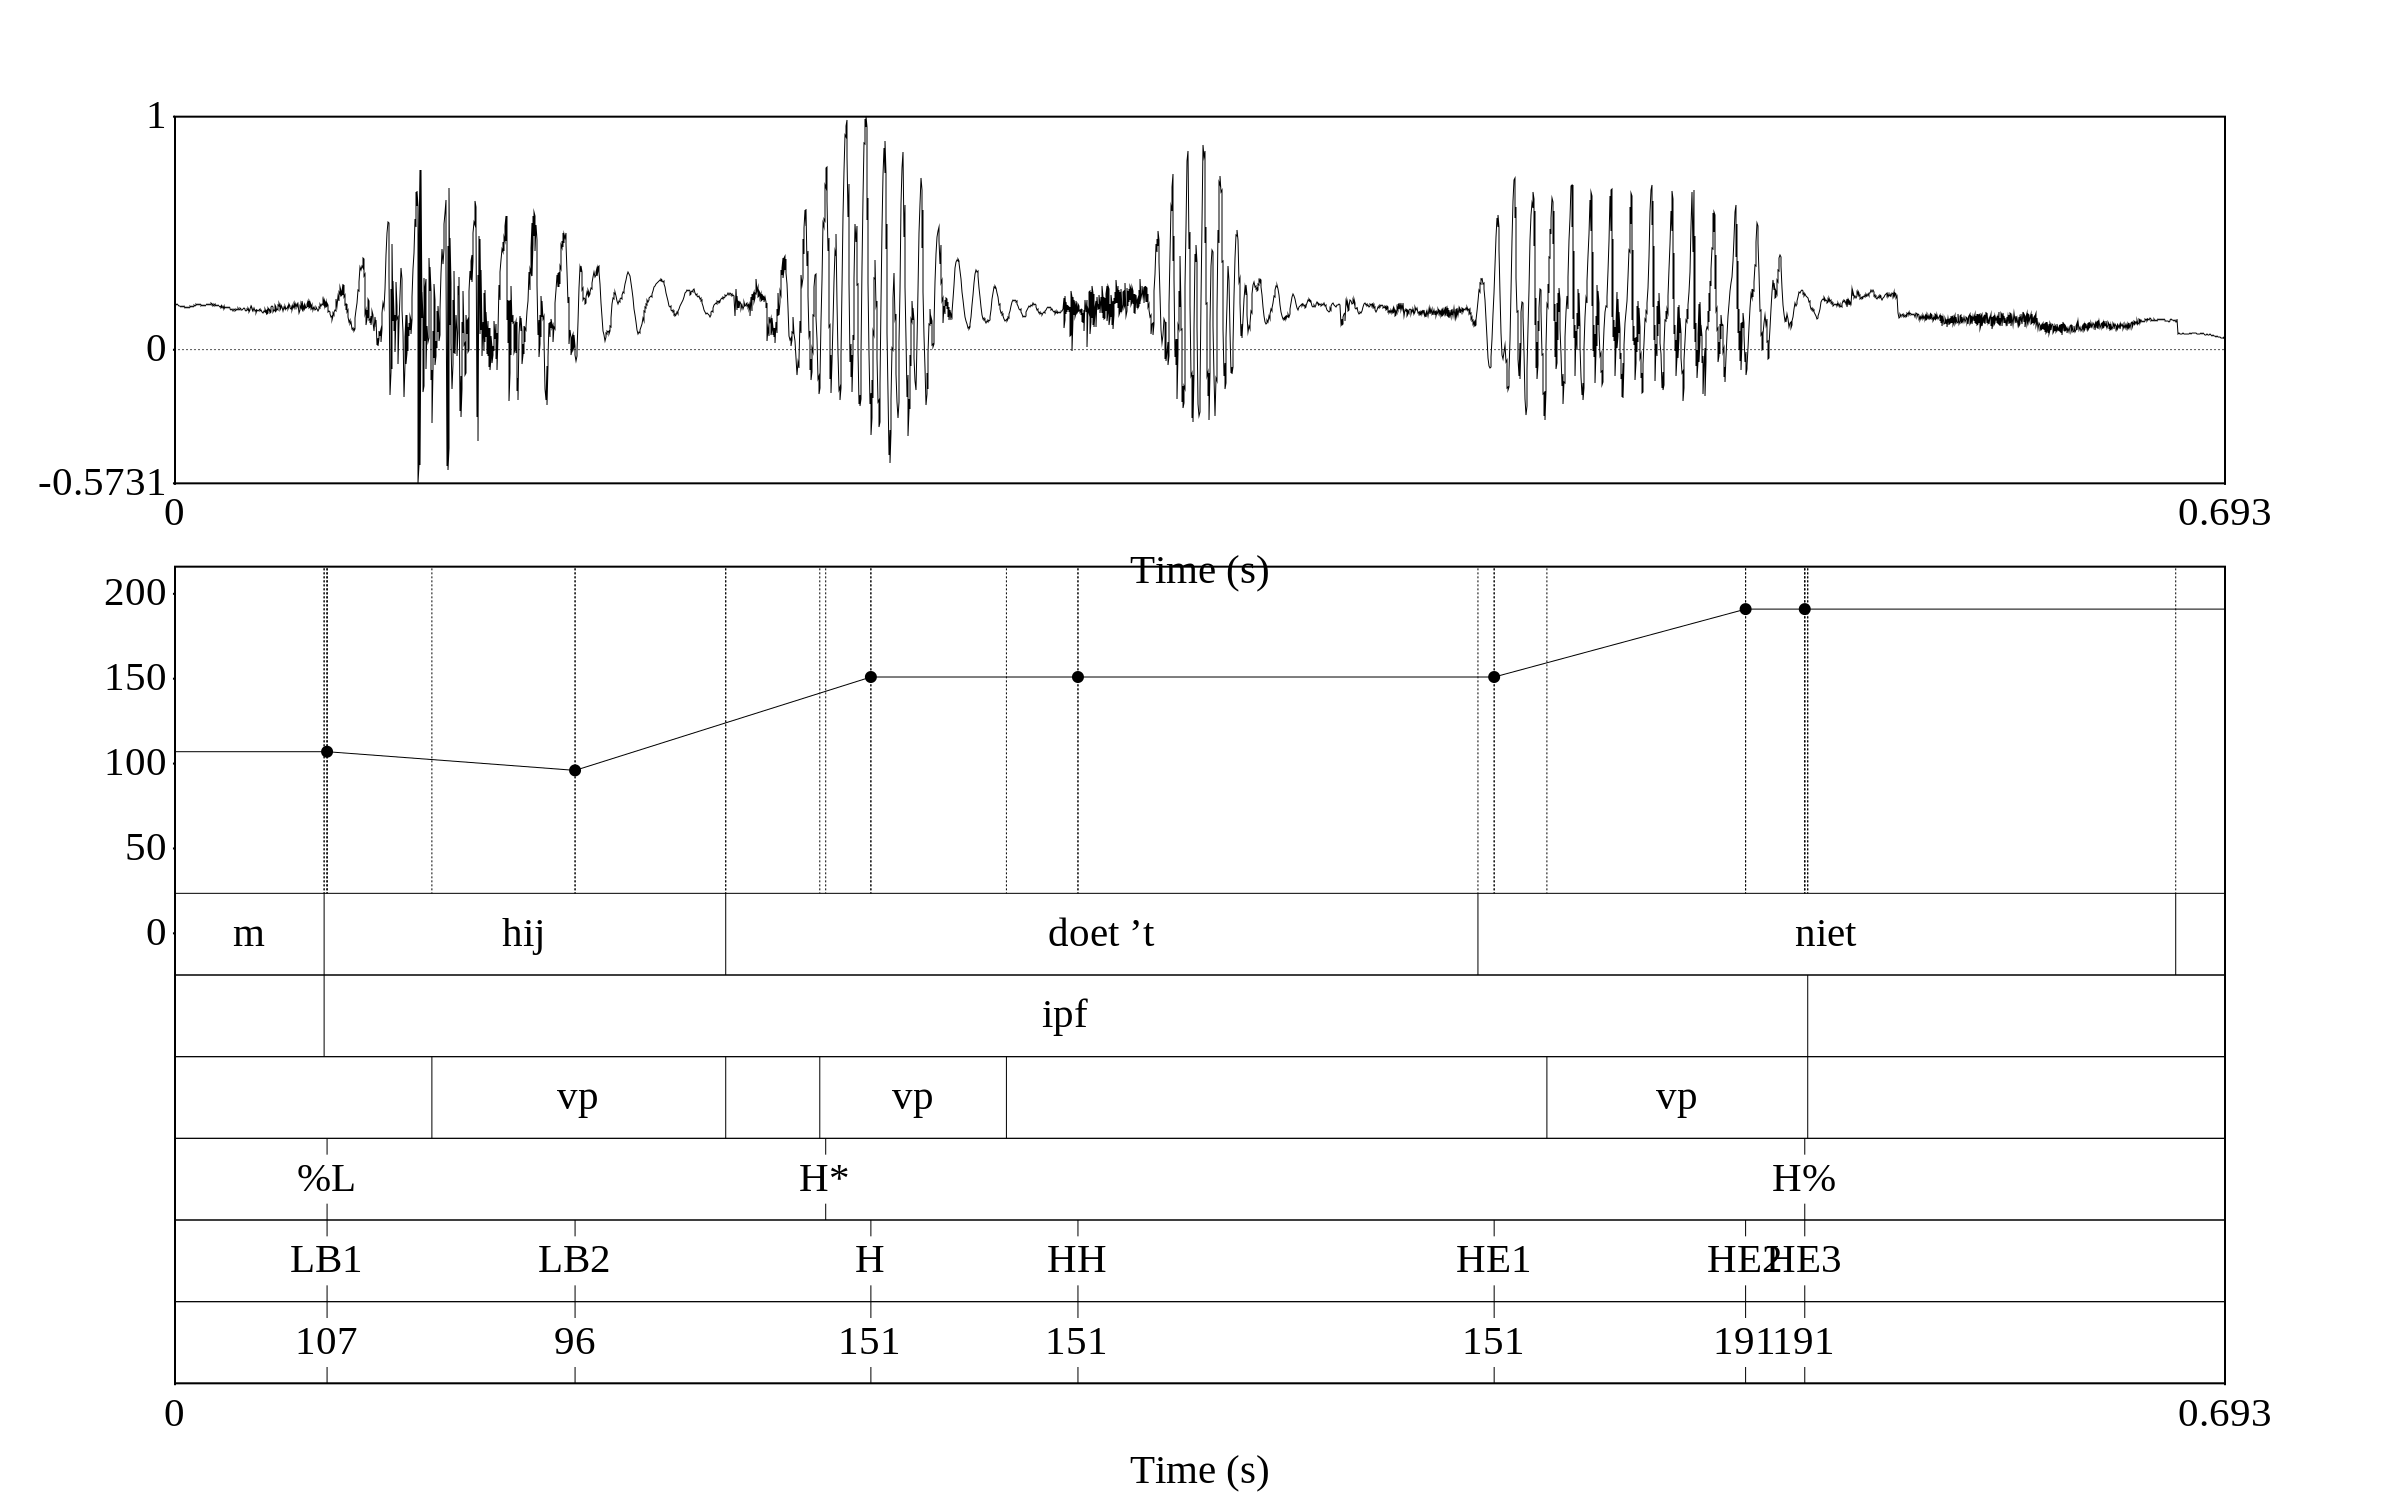 1
0
-0.5731
0 0.693
Time (s)
200
150
100
50
0
m hij doet ’t niet
ipf
vp vp vp
%L H* H%
LB1 LB2 H HH HE1 HE2 HE3
107 96 151 151 151 191 191
0 0.693
Time (s)